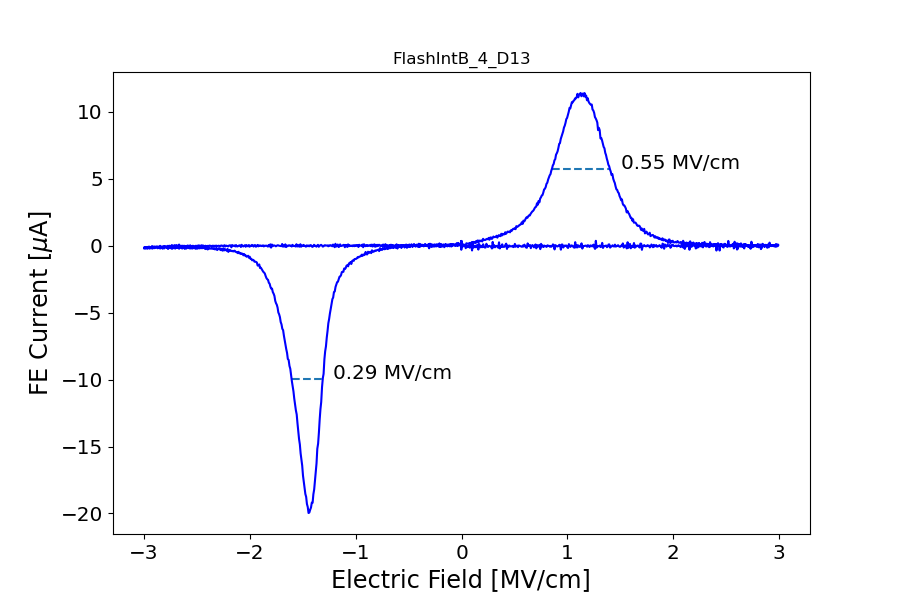 FlashIntB_4_D13
FE Current [μA]
10
5
0
−5
−10
−15
−20
0.55 MV/cm
0.29 MV/cm
−3
−2
−1
0
1
2
3
Electric Field [MV/cm]